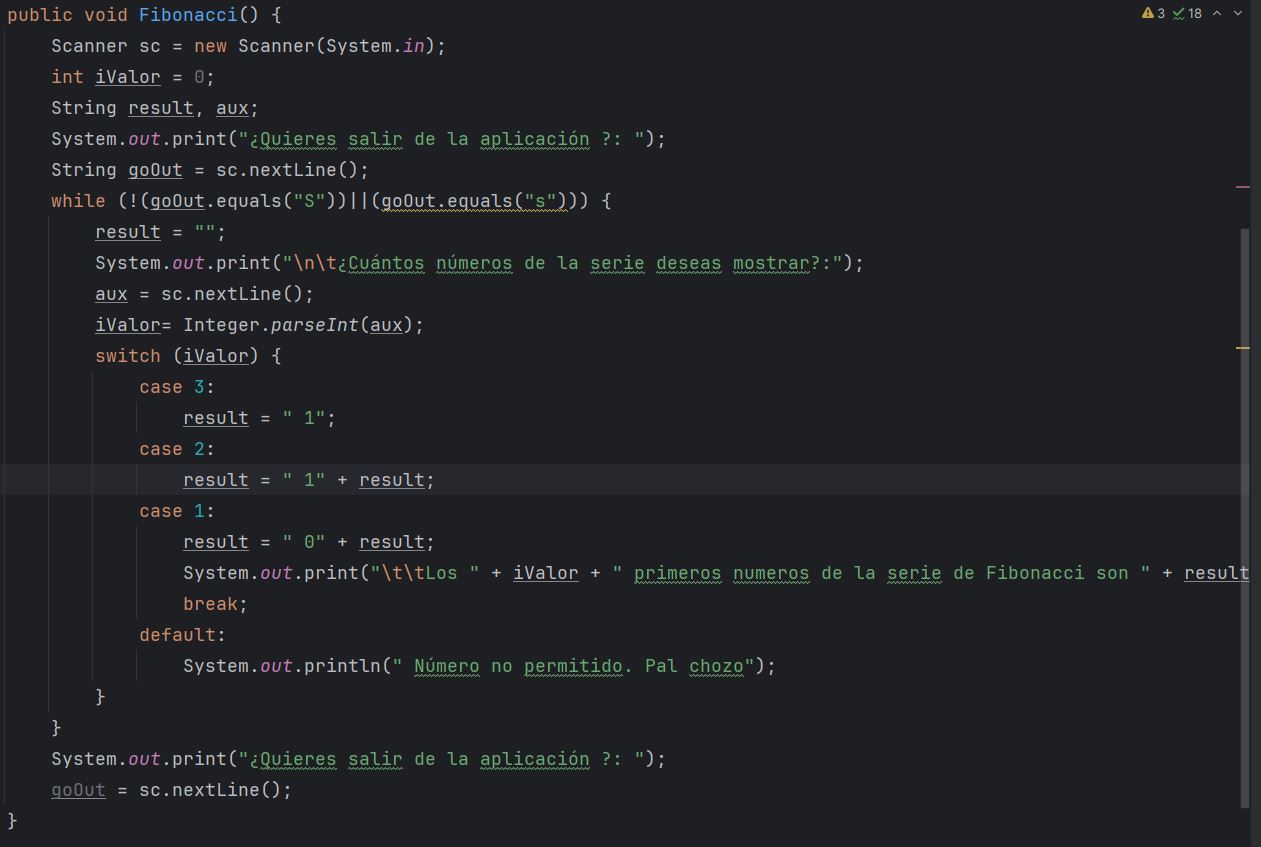 public void Fibonacci() {
3 18
    Scanner sc = new Scanner(System.in);
    int iValor = 0;
    String result, aux;
    System.out.print("¿Quieres salir de la aplicación ?: ");
    String goOut = sc.nextLine();
    while (!(goOut.equals("S"))||(goOut.equals("s"))) {
        result = "";
        System.out.print("\n\t¿Cuántos números de la serie deseas mostrar?:");
        aux = sc.nextLine();
        iValor= Integer.parseInt(aux);
        switch (iValor) {
            case 3:
                result = " 1";
            case 2:
                result = " 1" + result;
            case 1:
                result = " 0" + result;
                System.out.print("\t\tLos " + iValor + " primeros numeros de la serie de Fibonacci son " + result
                break;
            default:
                System.out.println(" Número no permitido. Pal chozo");
        }
    }
    System.out.print("¿Quieres salir de la aplicación ?: ");
    goOut = sc.nextLine();
}